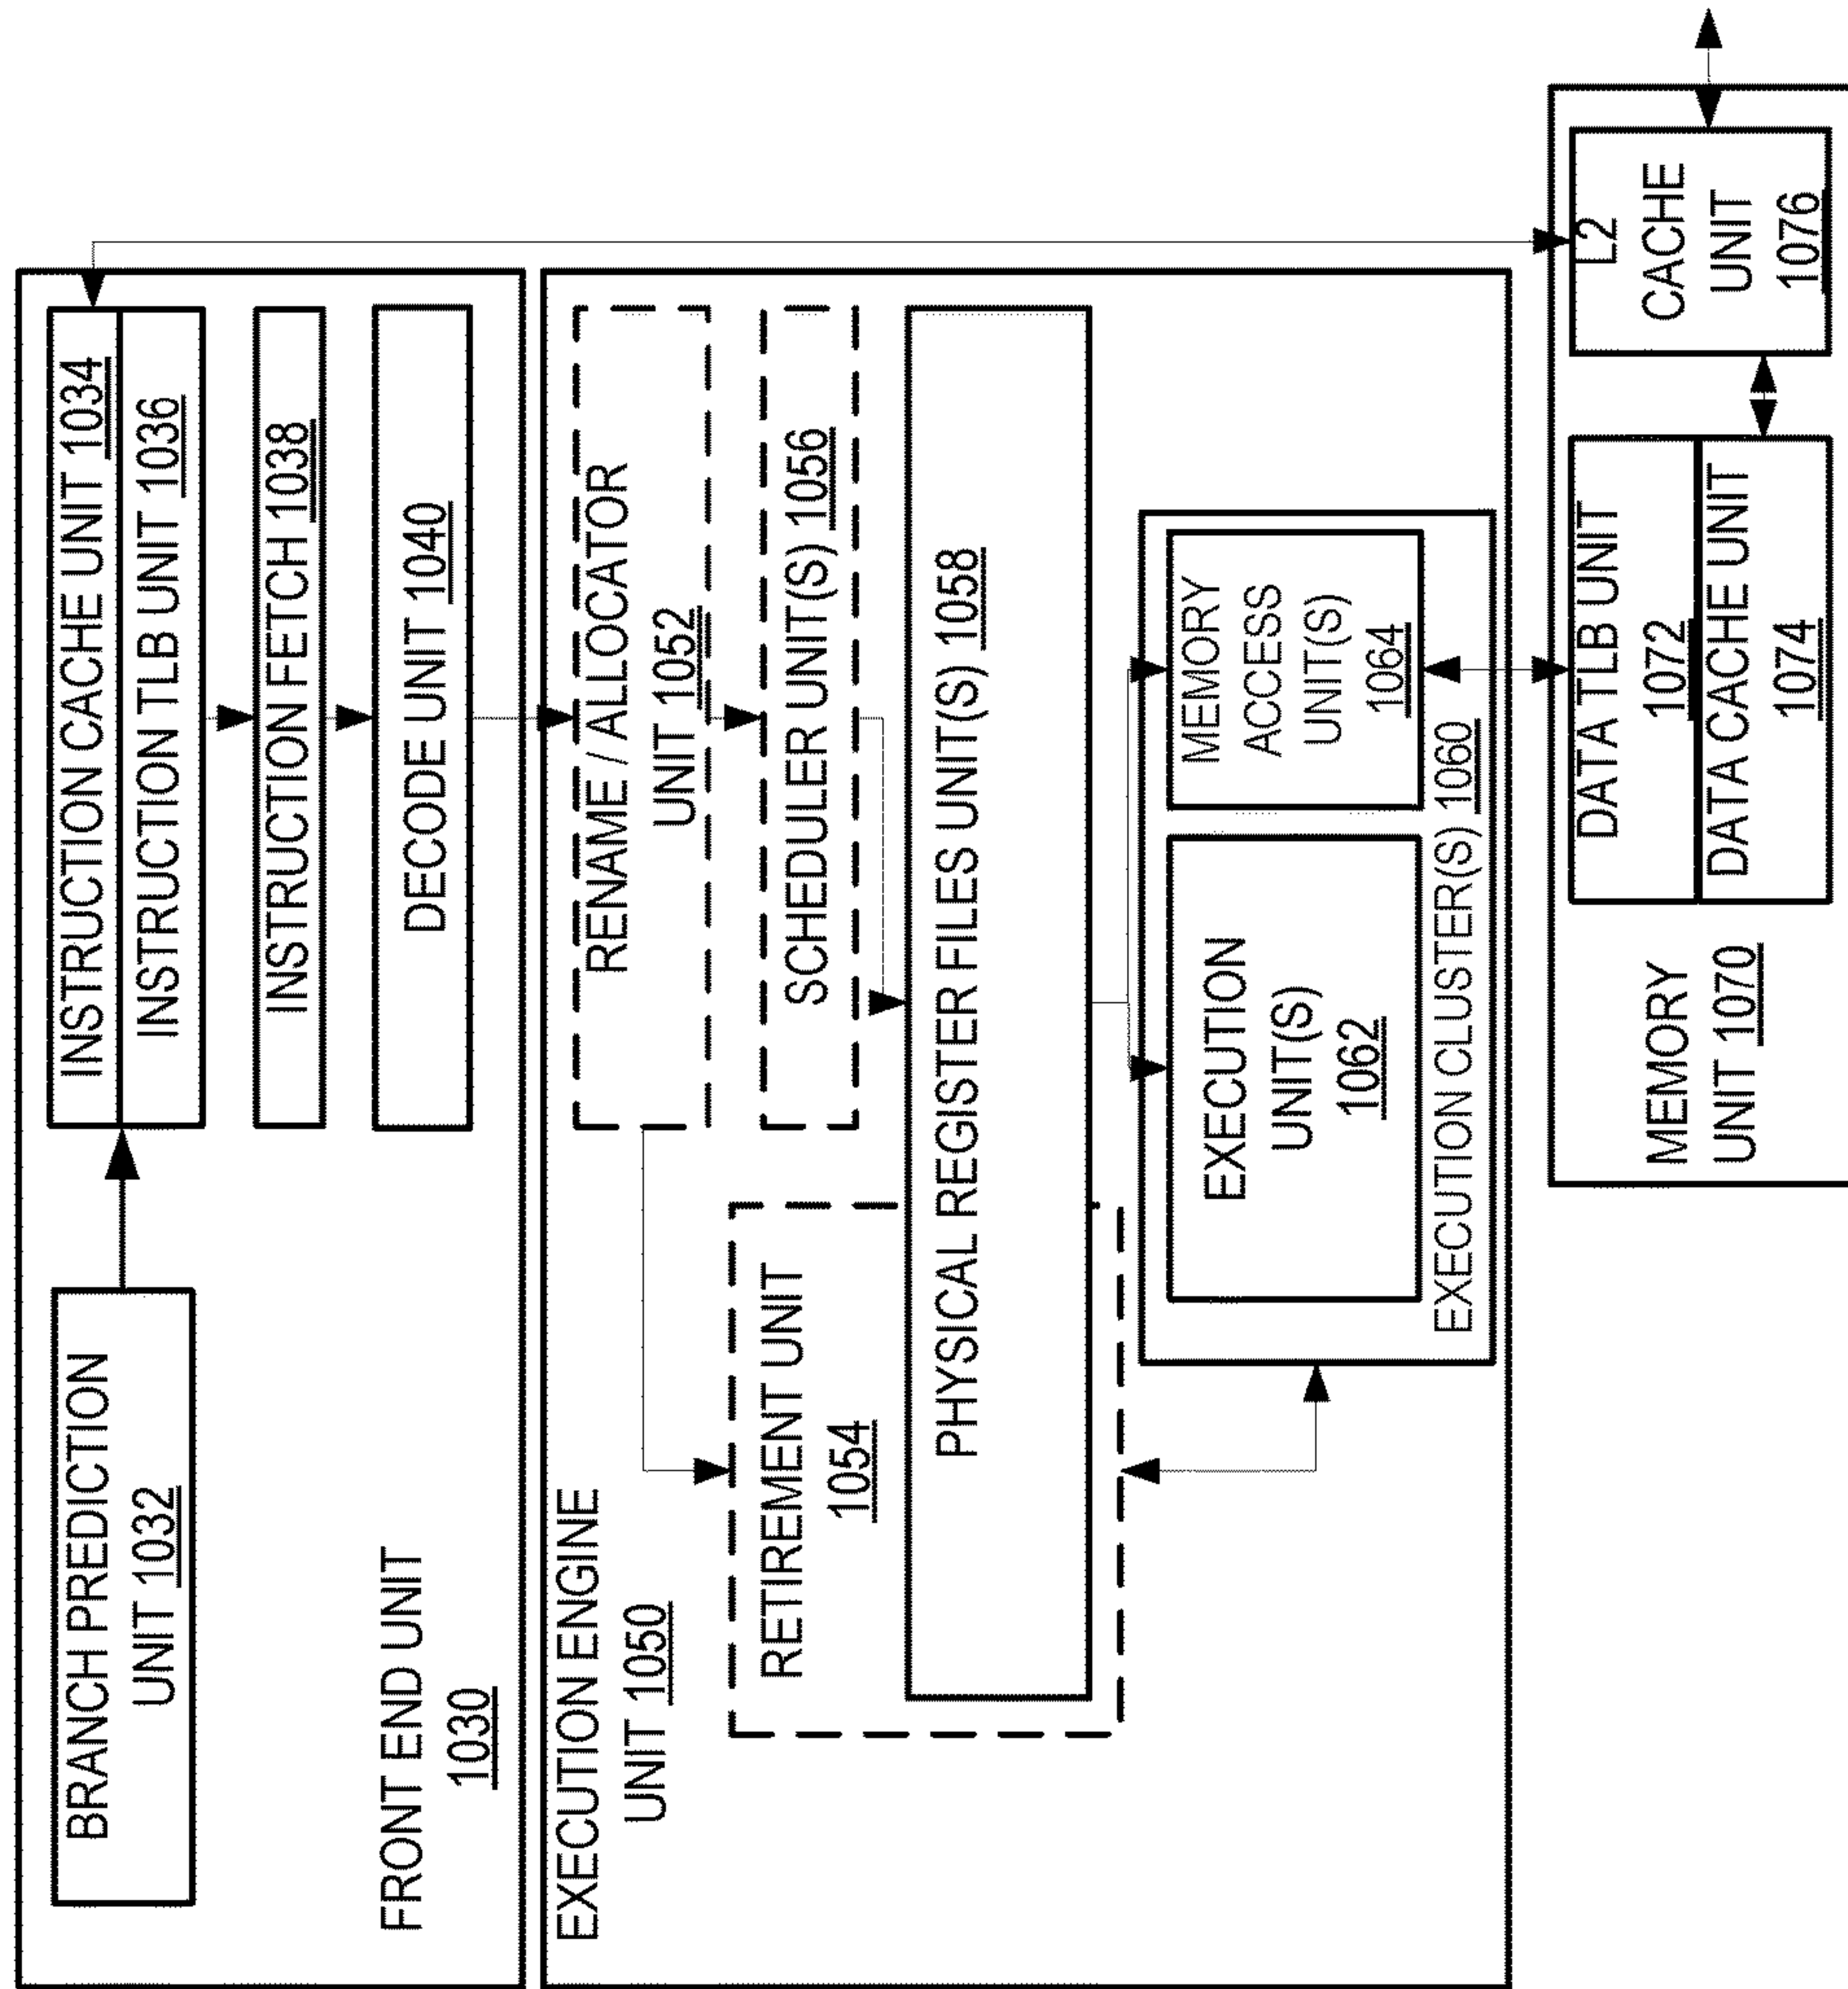 BRANCH PREDICTION
UNIT 1032
INSTRUCTION CACHE UNIT 1034
INSTRUCTION TLB UNIT 1036
INSTRUCTION FETCH 1038
DECODE UNIT 1040
FRONT END UNIT
1030
EXECUTION ENGINE
UNIT 1050
RENAME / ALLOCATOR
UNIT 1052
RETIREMENT UNIT
1054
SCHEDULER UNIT(S) 1056
PHYSICAL REGISTER FILES UNIT(S) 1058
EXECUTION
UNIT(S)
1062
MEMORY
ACCESS
UNIT(S)
1064
EXECUTION CLUSTER(S) 1060
MEMORY
UNIT 1070
DATA TLB UNIT
1072
DATA CACHE UNIT
1074
L2
CACHE
UNIT
1076